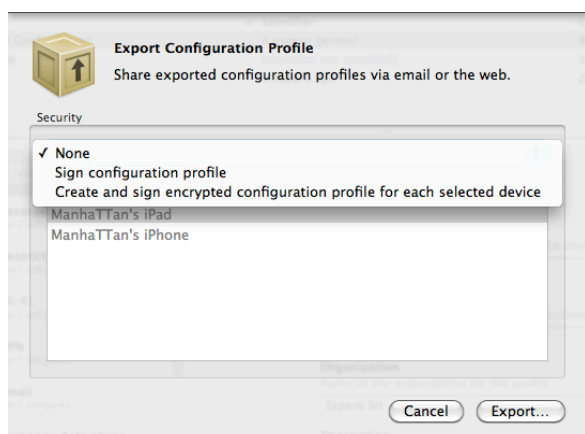 Export Configuration Profile
Share exported configuration profiles via email or the web.
Security
✓ None
Sign configuration profile
Create and sign encrypted configuration profile for each selected device
ManhaTTan's iPad
ManhaTTan's iPhone
Organization
Cancel
Export...